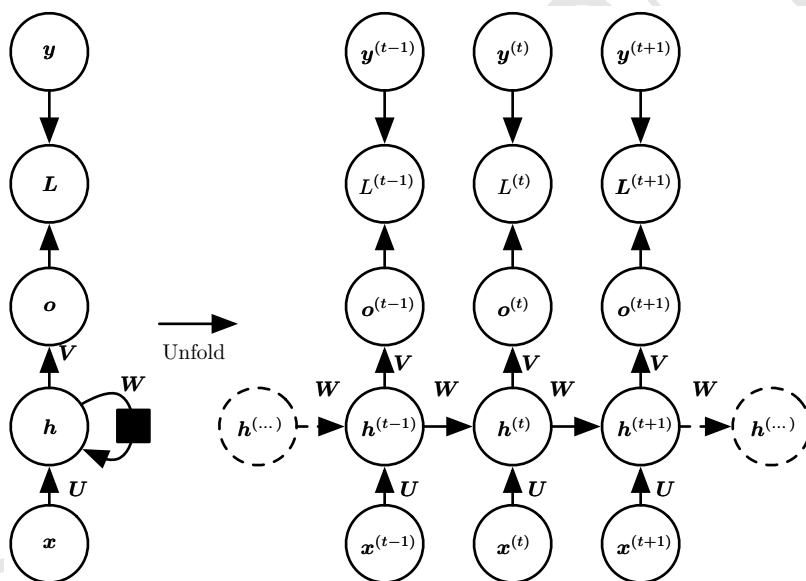 y y^(t−1) y^(t) y^(t+1)
L L^(t−1) L^(t) L^(t+1)
o o^(t−1) o^(t) o^(t+1)
Unfold
V V V V
W W W W W
h h^(...) h^(t−1) h^(t) h^(t+1) h^(...)
U U U U
x x^(t−1) x^(t) x^(t+1)